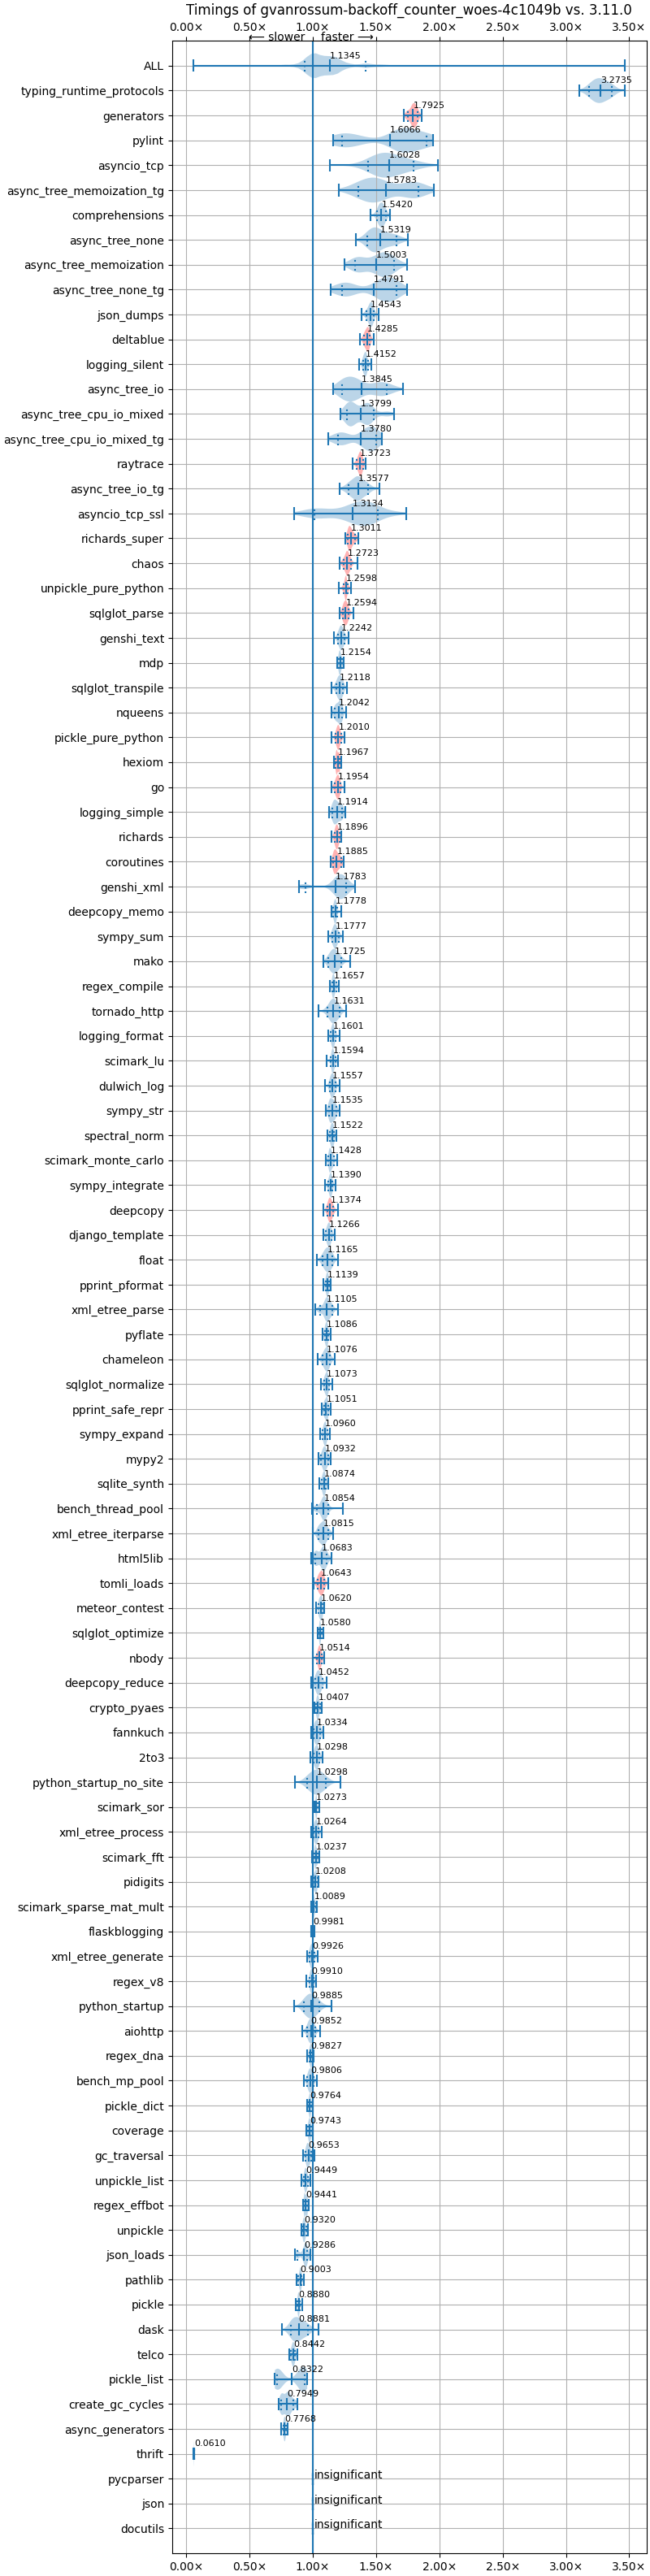 Timings of gvanrossum-backoff_counter_woes-4c1049b vs. 3.11.0
0.00× 0.50× 1.00× 1.50× 2.00× 2.50× 3.00× 3.50×
⟵ slower faster ⟶
ALL 1.1345
typing_runtime_protocols 3.2735
generators 1.7925
pylint 1.6066
asyncio_tcp 1.6028
async_tree_memoization_tg 1.5783
comprehensions 1.5420
async_tree_none 1.5319
async_tree_memoization 1.5003
async_tree_none_tg 1.4791
json_dumps 1.4543
deltablue 1.4285
logging_silent 1.4152
async_tree_io 1.3845
async_tree_cpu_io_mixed 1.3799
async_tree_cpu_io_mixed_tg 1.3780
raytrace 1.3723
async_tree_io_tg 1.3577
asyncio_tcp_ssl 1.3134
richards_super 1.3011
chaos 1.2723
unpickle_pure_python 1.2598
sqlglot_parse 1.2594
genshi_text 1.2242
mdp 1.2154
sqlglot_transpile 1.2118
nqueens 1.2042
pickle_pure_python 1.2010
hexiom 1.1967
go 1.1954
logging_simple 1.1914
richards 1.1896
coroutines 1.1885
genshi_xml 1.1783
deepcopy_memo 1.1778
sympy_sum 1.1777
mako 1.1725
regex_compile 1.1657
tornado_http 1.1631
logging_format 1.1601
scimark_lu 1.1594
dulwich_log 1.1557
sympy_str 1.1535
spectral_norm 1.1522
scimark_monte_carlo 1.1428
sympy_integrate 1.1390
deepcopy 1.1374
django_template 1.1266
float 1.1165
pprint_pformat 1.1139
xml_etree_parse 1.1105
pyflate 1.1086
chameleon 1.1076
sqlglot_normalize 1.1073
pprint_safe_repr 1.1051
sympy_expand 1.0960
mypy2 1.0932
sqlite_synth 1.0874
bench_thread_pool 1.0854
xml_etree_iterparse 1.0815
html5lib 1.0683
tomli_loads 1.0643
meteor_contest 1.0620
sqlglot_optimize 1.0580
nbody 1.0514
deepcopy_reduce 1.0452
crypto_pyaes 1.0407
fannkuch 1.0334
2to3 1.0298
python_startup_no_site 1.0298
scimark_sor 1.0273
xml_etree_process 1.0264
scimark_fft 1.0237
pidigits 1.0208
scimark_sparse_mat_mult 1.0089
flaskblogging 0.9981
xml_etree_generate 0.9926
regex_v8 0.9910
python_startup 0.9885
aiohttp 0.9852
regex_dna 0.9827
bench_mp_pool 0.9806
pickle_dict 0.9764
coverage 0.9743
gc_traversal 0.9653
unpickle_list 0.9449
regex_effbot 0.9441
unpickle 0.9320
json_loads 0.9286
pathlib 0.9003
pickle 0.8880
dask 0.8881
telco 0.8442
pickle_list 0.8322
create_gc_cycles 0.7949
async_generators 0.7768
thrift 0.0610
pycparser insignificant
json insignificant
docutils insignificant
0.00× 0.50× 1.00× 1.50× 2.00× 2.50× 3.00× 3.50×